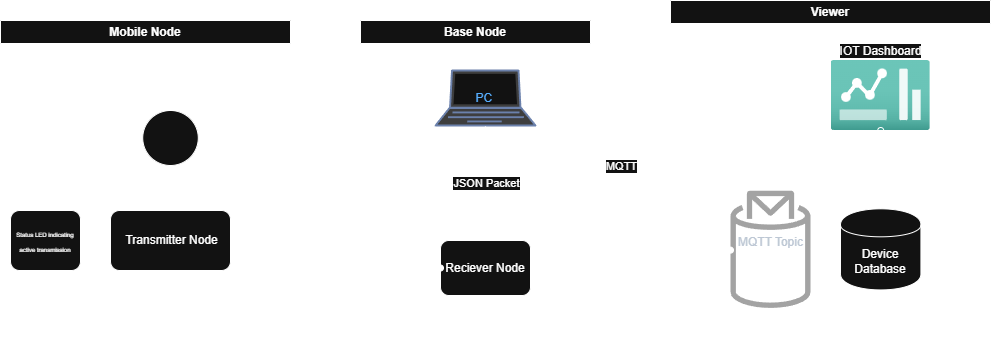 Mobile Node
Base Node
Viewer
IOT Dashboard
PC
MQTT
JSON Packet
Status LED indicating
active transmission
Transmitter Node
Reciever Node
MQTT Topic
Device
Database